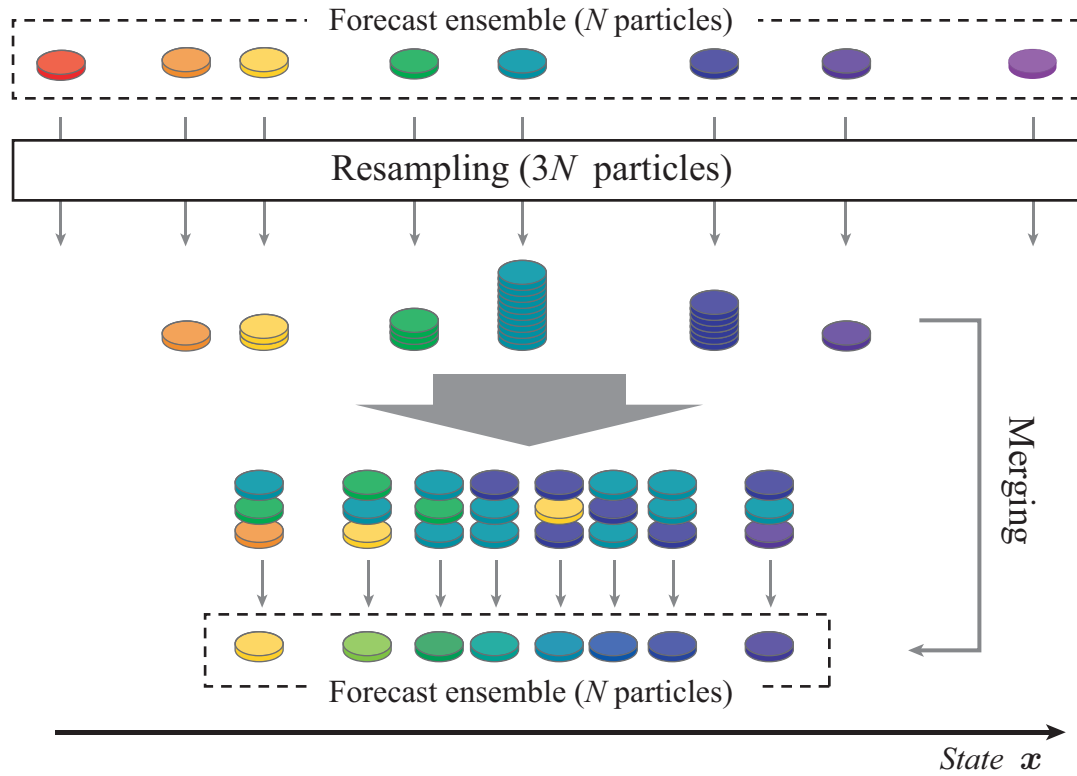 Forecast ensemble (N particles)
Resampling (3N particles)
Merging
Forecast ensemble (N particles)
State x